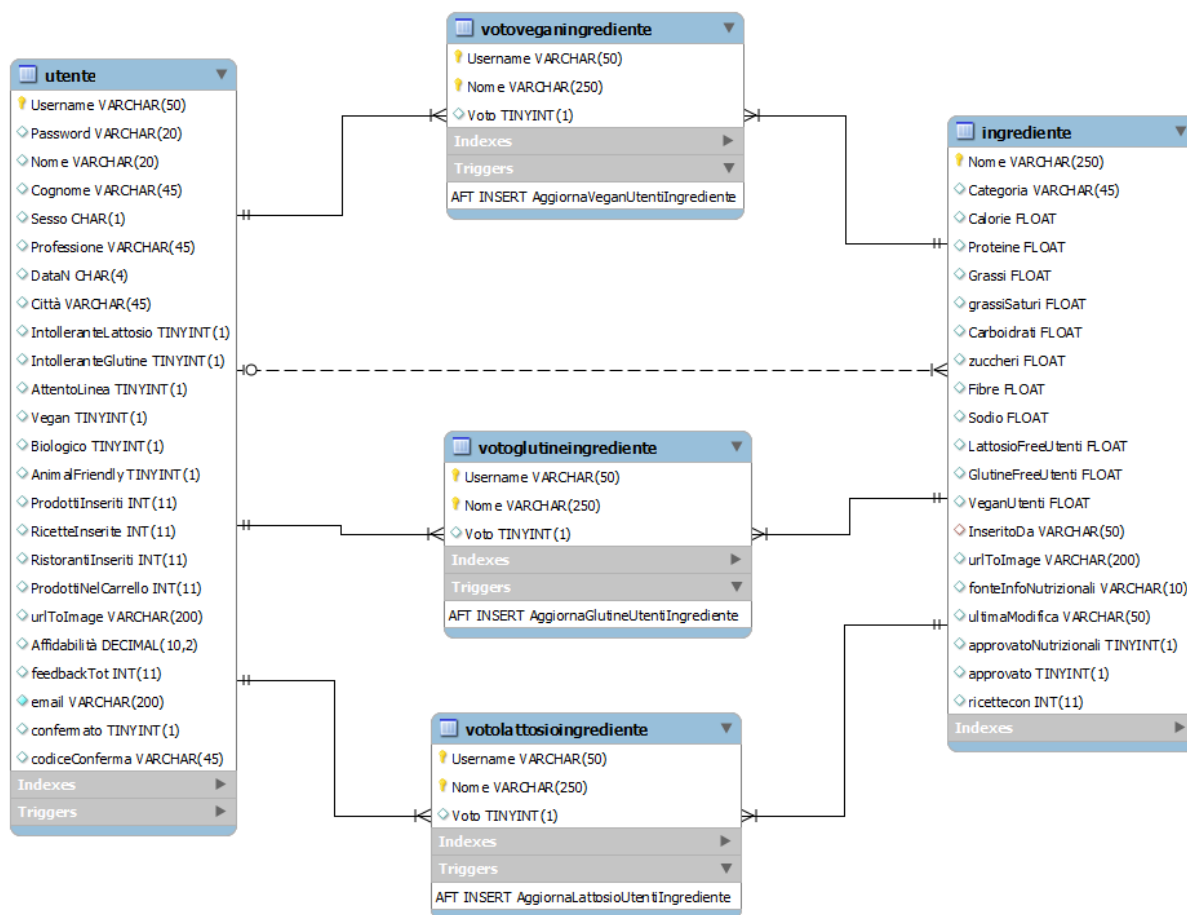 utente
Username VARCHAR(50)
Password VARCHAR(20)
Nome VARCHAR(20)
Cognome VARCHAR(45)
Sesso CHAR(1)
Professione VARCHAR(45)
DataN CHAR(4)
Città VARCHAR(45)
IntolleranteLattosio TINYINT(1)
IntolleranteGlutine TINYINT(1)
AttentoLinea TINYINT(1)
Vegan TINYINT(1)
Biologico TINYINT(1)
AnimalFriendly TINYINT(1)
ProdottiInseriti INT(11)
RicetteInserite INT(11)
RistorantiInseriti INT(11)
ProdottiNelCarrello INT(11)
urlToImage VARCHAR(200)
Affidabilità DECIMAL(10,2)
feedbackTot INT(11)
email VARCHAR(200)
confermato TINYINT(1)
codiceConferma VARCHAR(45)
Indexes
Triggers
votoveganingrediente
Username VARCHAR(50)
Nome VARCHAR(250)
Voto TINYINT(1)
Indexes
Triggers
AFT INSERT AggiornaVeganUtentiIngrediente
votoglutineingrediente
Username VARCHAR(50)
Nome VARCHAR(250)
Voto TINYINT(1)
Indexes
Triggers
AFT INSERT AggiornaGlutineUtentiIngrediente
votolattosioingrediente
Username VARCHAR(50)
Nome VARCHAR(250)
Voto TINYINT(1)
Indexes
Triggers
AFT INSERT AggiornaLattosioUtentiIngrediente
ingrediente
Nome VARCHAR(250)
Categoria VARCHAR(45)
Calorie FLOAT
Proteine FLOAT
Grassi FLOAT
grassiSaturi FLOAT
Carboidrati FLOAT
zuccheri FLOAT
Fibre FLOAT
Sodio FLOAT
LattosioFreeUtenti FLOAT
GlutineFreeUtenti FLOAT
VeganUtenti FLOAT
InseritoDa VARCHAR(50)
urlToImage VARCHAR(200)
fonteInfoNutrizionali VARCHAR(10)
ultimaModifica VARCHAR(50)
approvatoNutrizionali TINYINT(1)
approvato TINYINT(1)
ricettecon INT(11)
Indexes